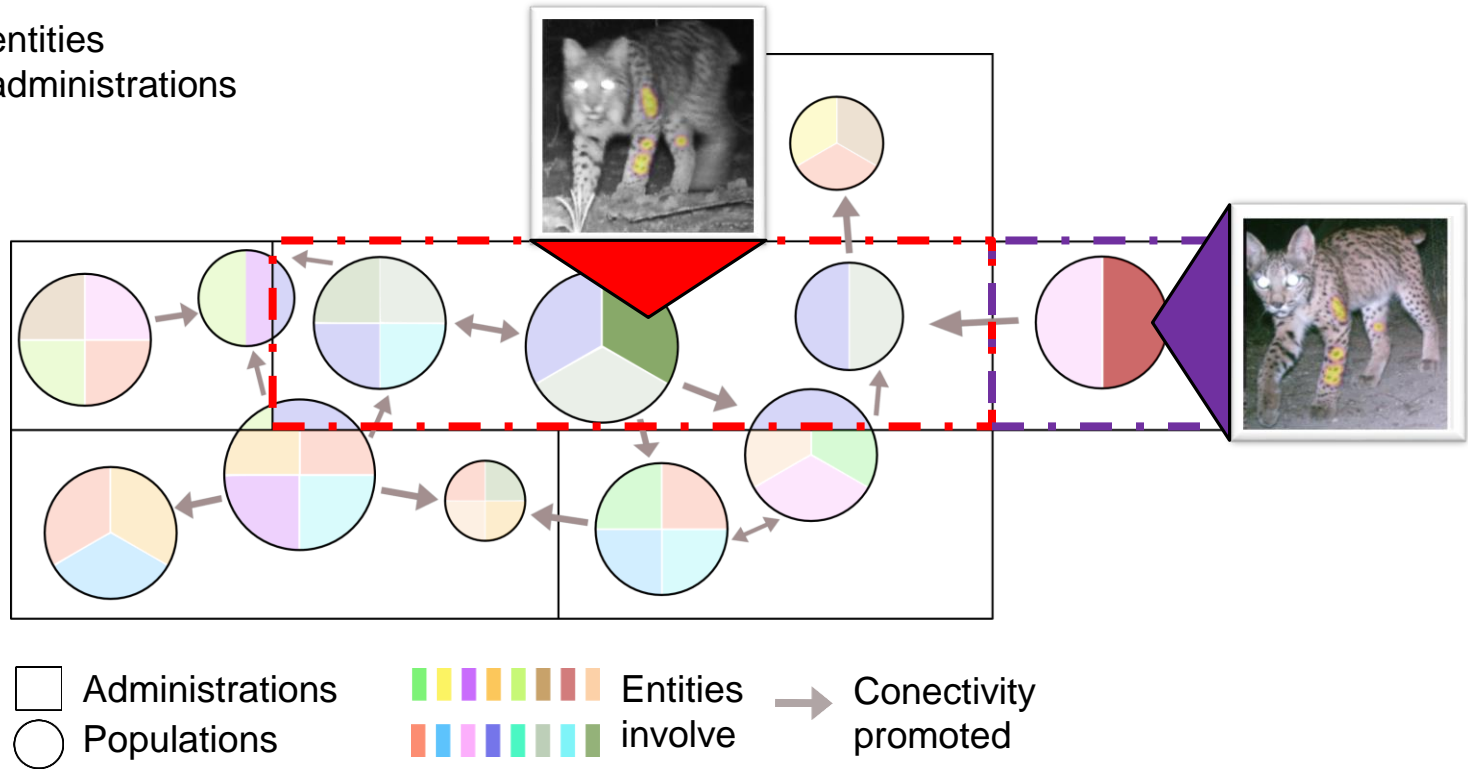 entities
administrations
Administrations
Populations
Entities
involve
Conectivity
promoted